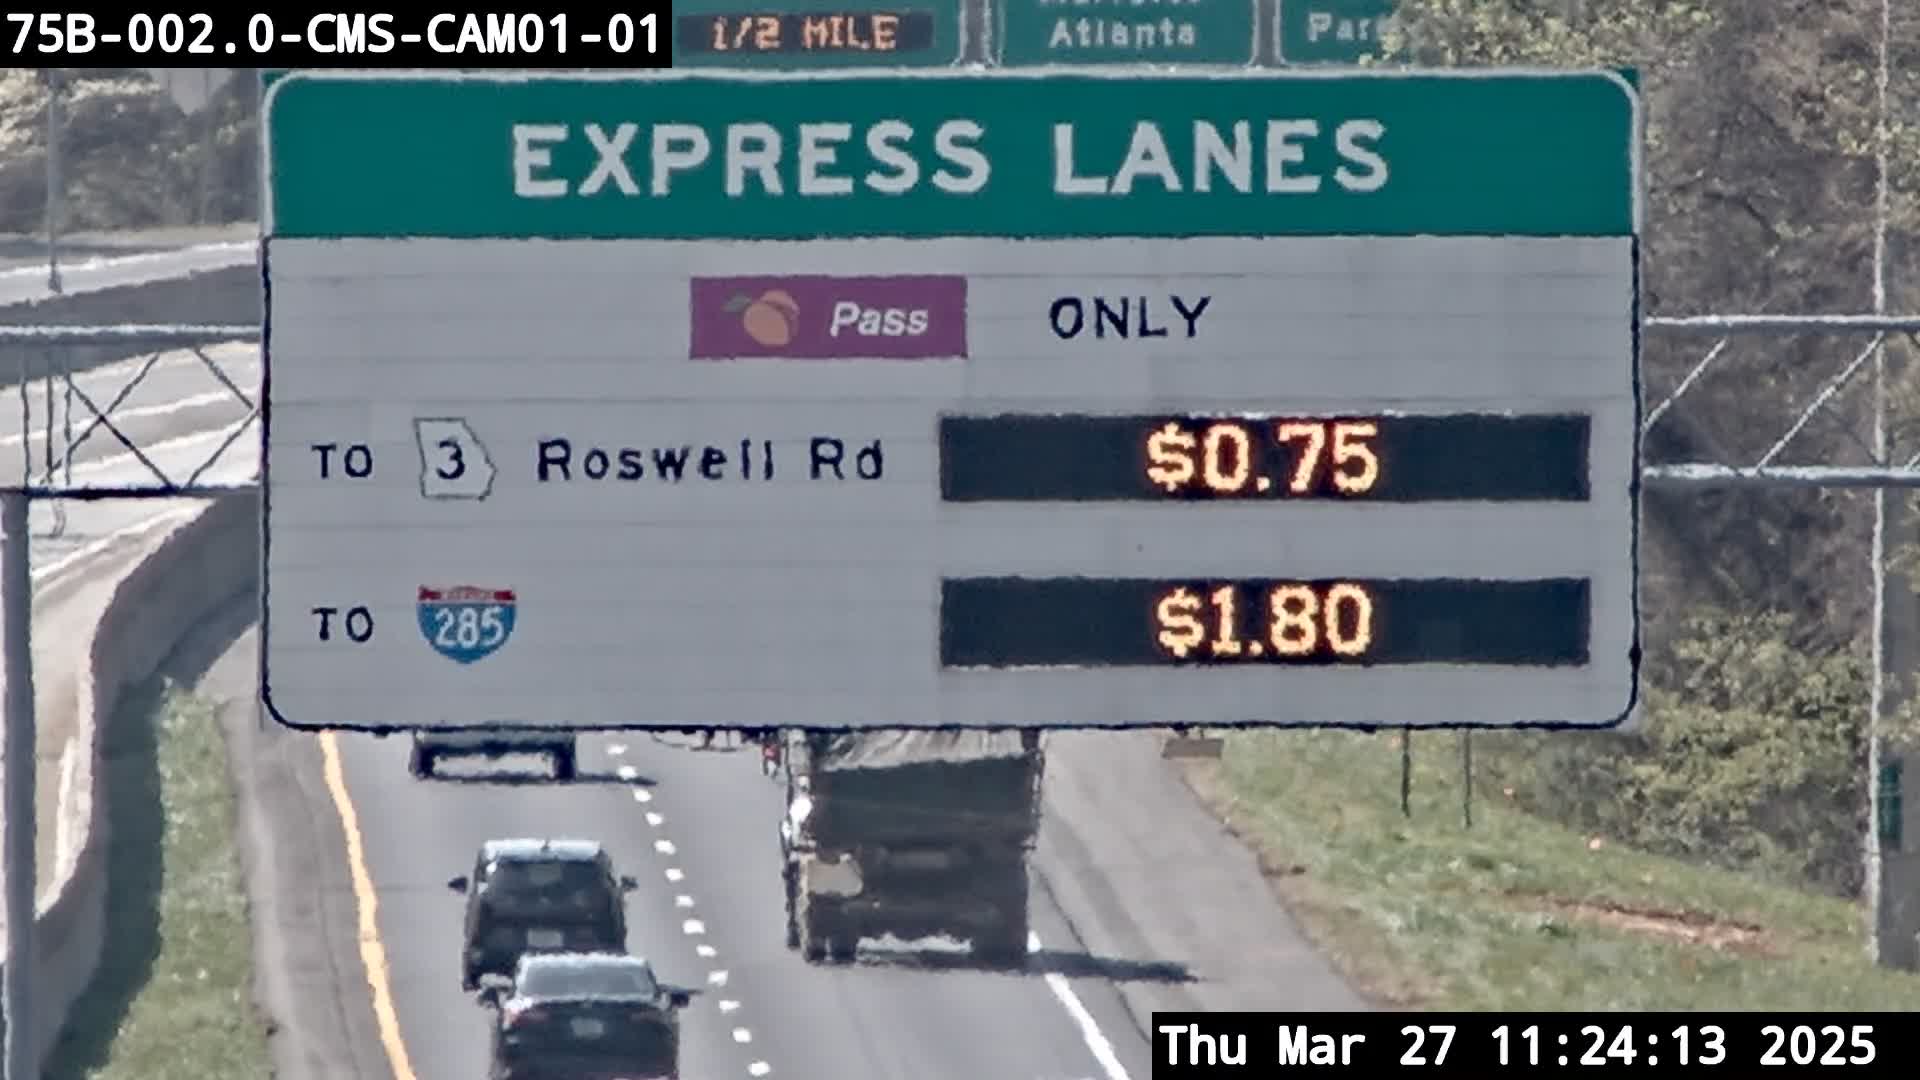 75B-002.0-CMS-CAM01-01
1/2 MILE
Atlanta
EXPRESS LANES
Pass ONLY
TO 3 Roswell Rd $0.75
TO 285 $1.80
Thu Mar 27 11:24:13 2025